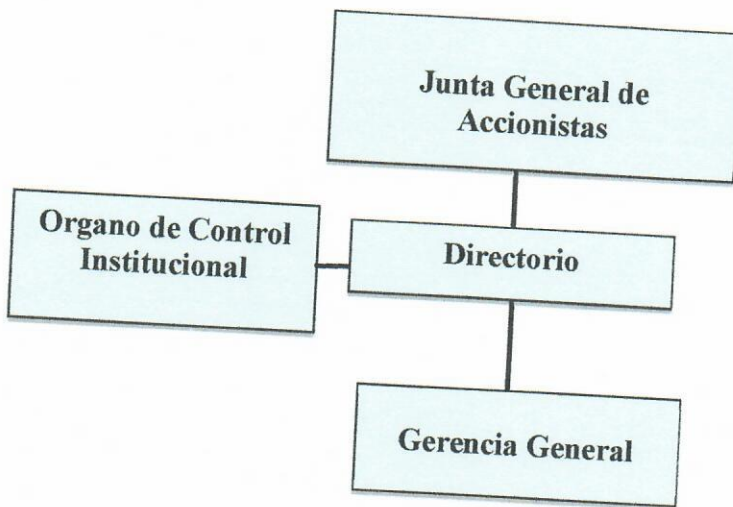 Junta General de
Accionistas
Organo de Control
Institucional
Directorio
Gerencia General